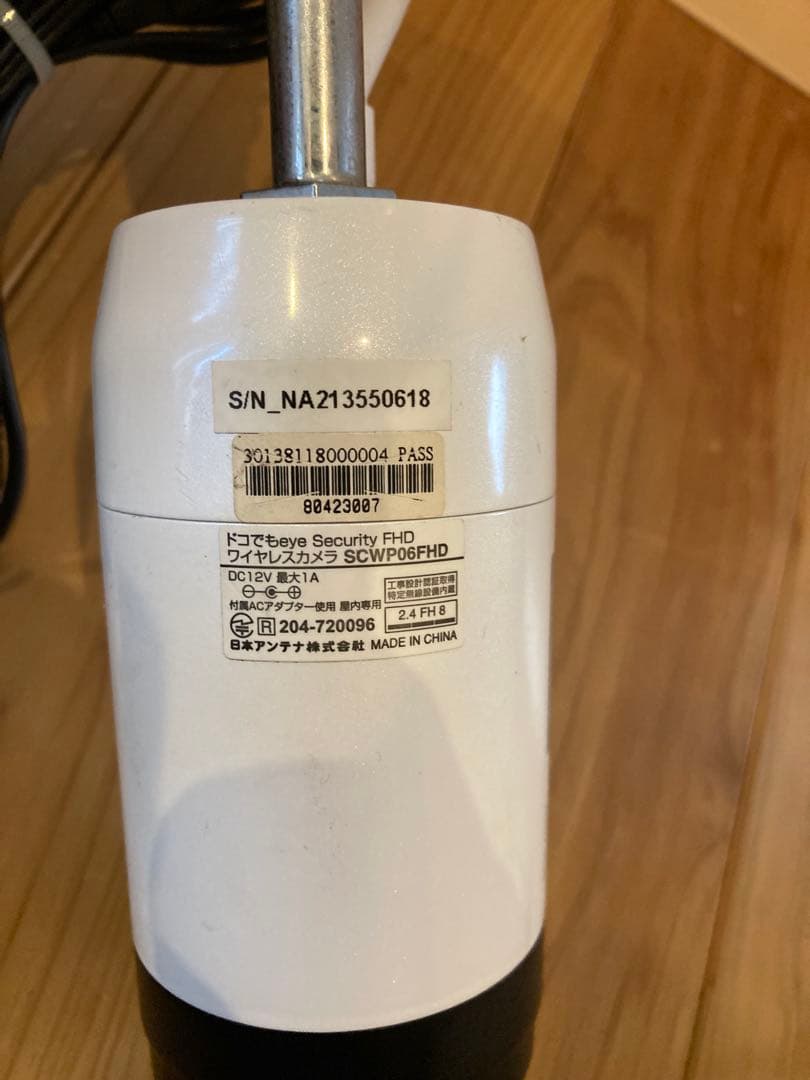 S/N_NA213550618
30138118000004 PASS
80423007
ドコでもeye Security FHD
ワイヤレスカメラ SCWP06FHD
DC12V 最大1A
付属ACアダプター使用 屋内専用
工事設計認証取得
特定無線設備内蔵
R 204-720096
2.4 FH 8
日本アンテナ株式会社 MADE IN CHINA